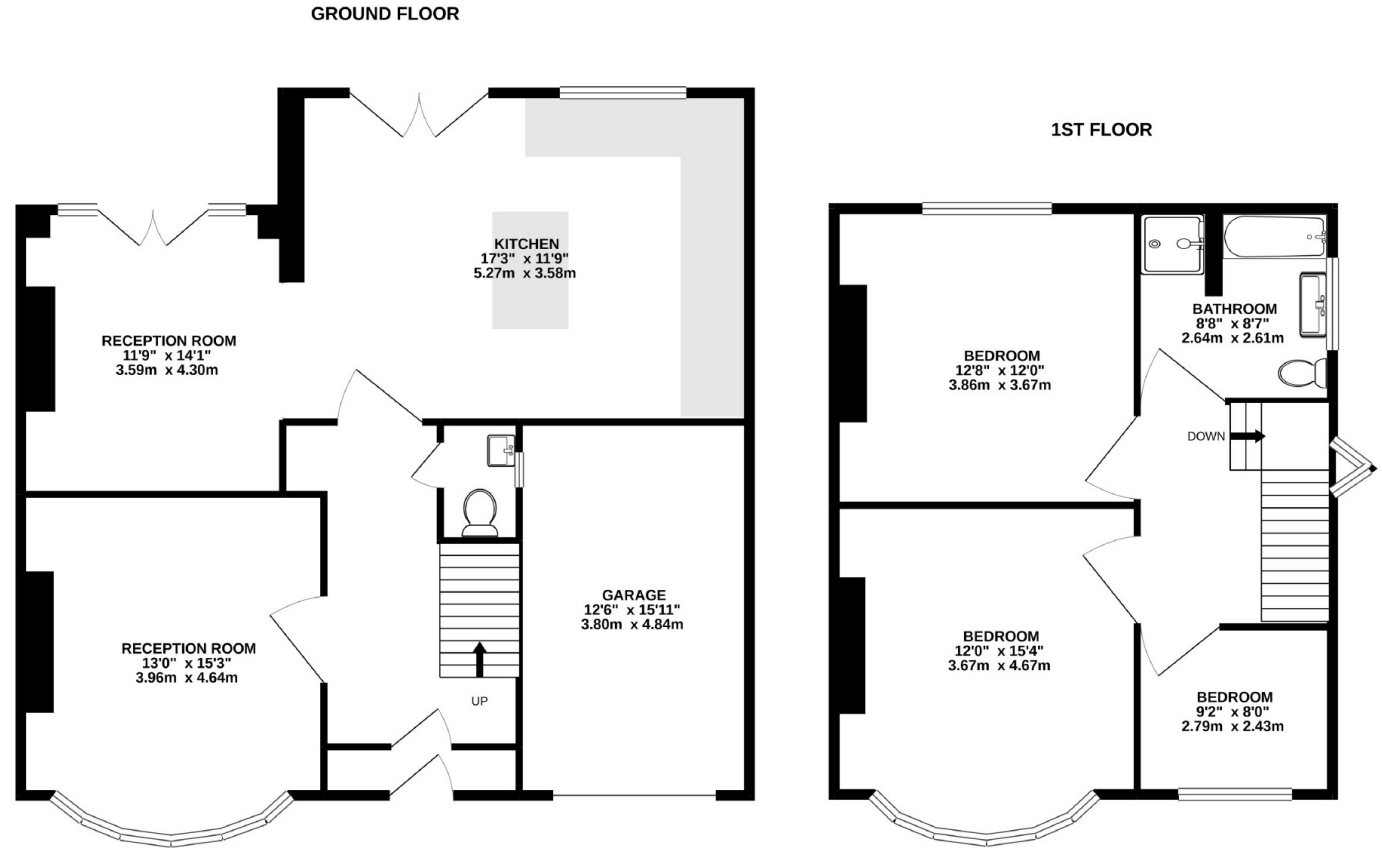 GROUND FLOOR
KITCHEN
17'3" x 11'9"
5.27m x 3.58m
RECEPTION ROOM
11'9" x 14'1"
3.59m x 4.30m
GARAGE
12'6" x 15'11"
3.80m x 4.84m
RECEPTION ROOM
13'0" x 15'3"
3.96m x 4.64m
UP
1ST FLOOR
BATHROOM
8'8" x 8'7"
2.64m x 2.61m
BEDROOM
12'8" x 12'0"
3.86m x 3.67m
DOWN
BEDROOM
12'0" x 15'4"
3.67m x 4.67m
BEDROOM
9'2" x 8'0"
2.79m x 2.43m